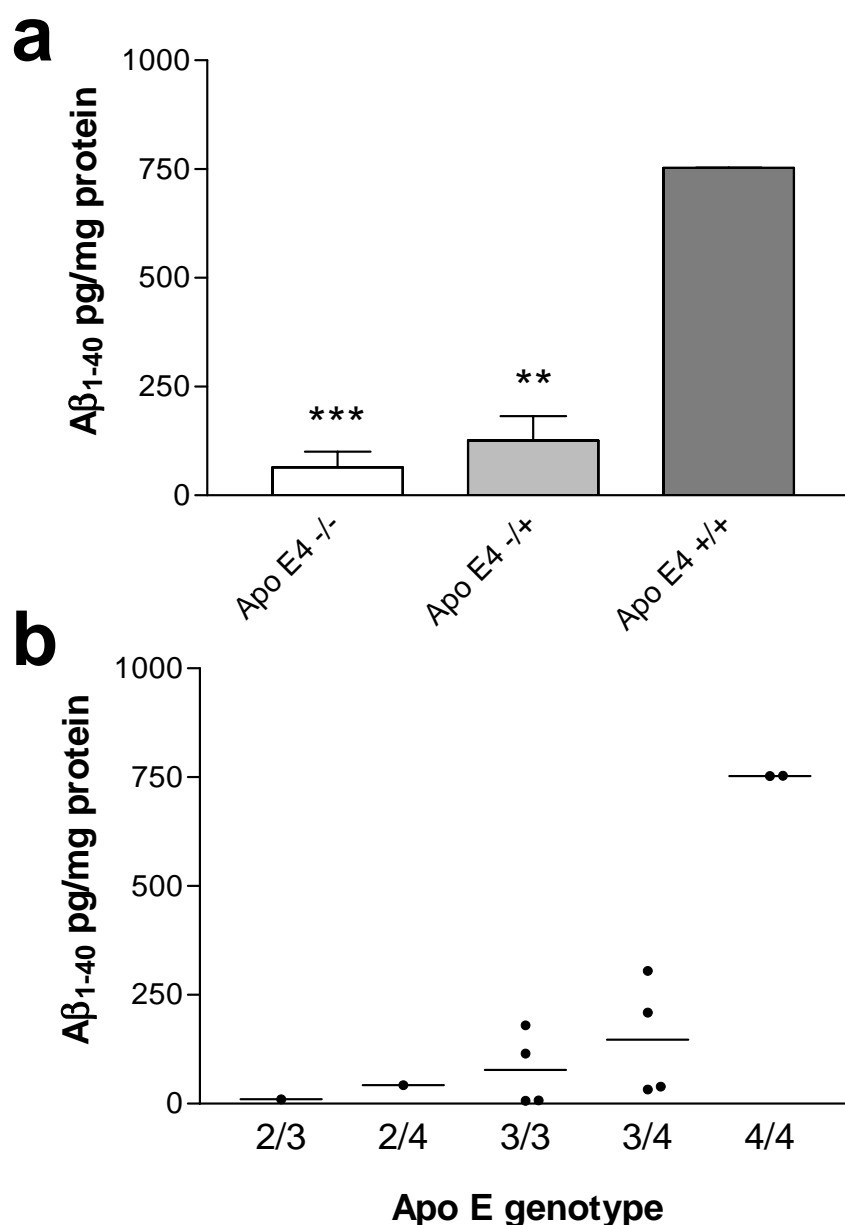 a
Aβ1-40 pg/mg protein
1000
750
500
250
0
***
**
Apo E4 -/-
Apo E4 -/+
Apo E4 +/+
b
Aβ1-40 pg/mg protein
1000
750
500
250
0
2/3 2/4 3/3 3/4 4/4
Apo E genotype